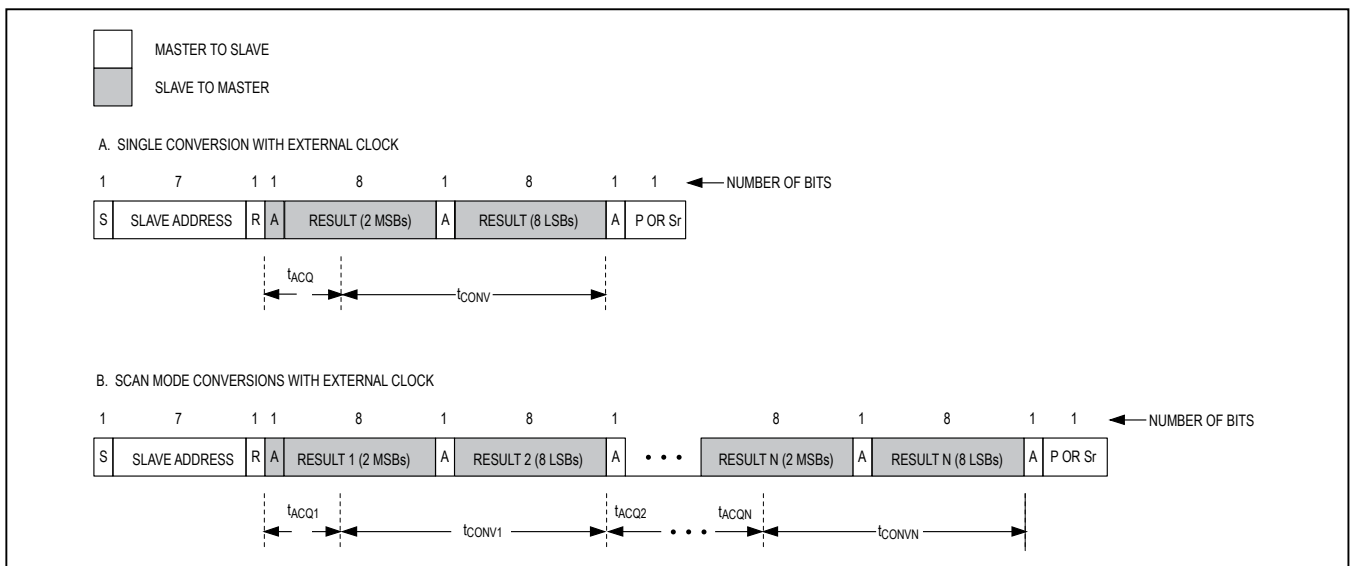 MASTER TO SLAVE
SLAVE TO MASTER
A. SINGLE CONVERSION WITH EXTERNAL CLOCK
1 7 1 1 8 1 8 1 1 NUMBER OF BITS
S SLAVE ADDRESS R A RESULT (2 MSBs) A RESULT (8 LSBs) A P OR Sr
tACQ
tCONV
B. SCAN MODE CONVERSIONS WITH EXTERNAL CLOCK
1 7 1 1 8 1 8 1 8 1 8 1 1 NUMBER OF BITS
S SLAVE ADDRESS R A RESULT 1 (2 MSBs) A RESULT 2 (8 LSBs) A • • • RESULT N (2 MSBs) A RESULT N (8 LSBs) A P OR Sr
tACQ1 tACQ2 tACQN
tCONV1 • • • tCONVN